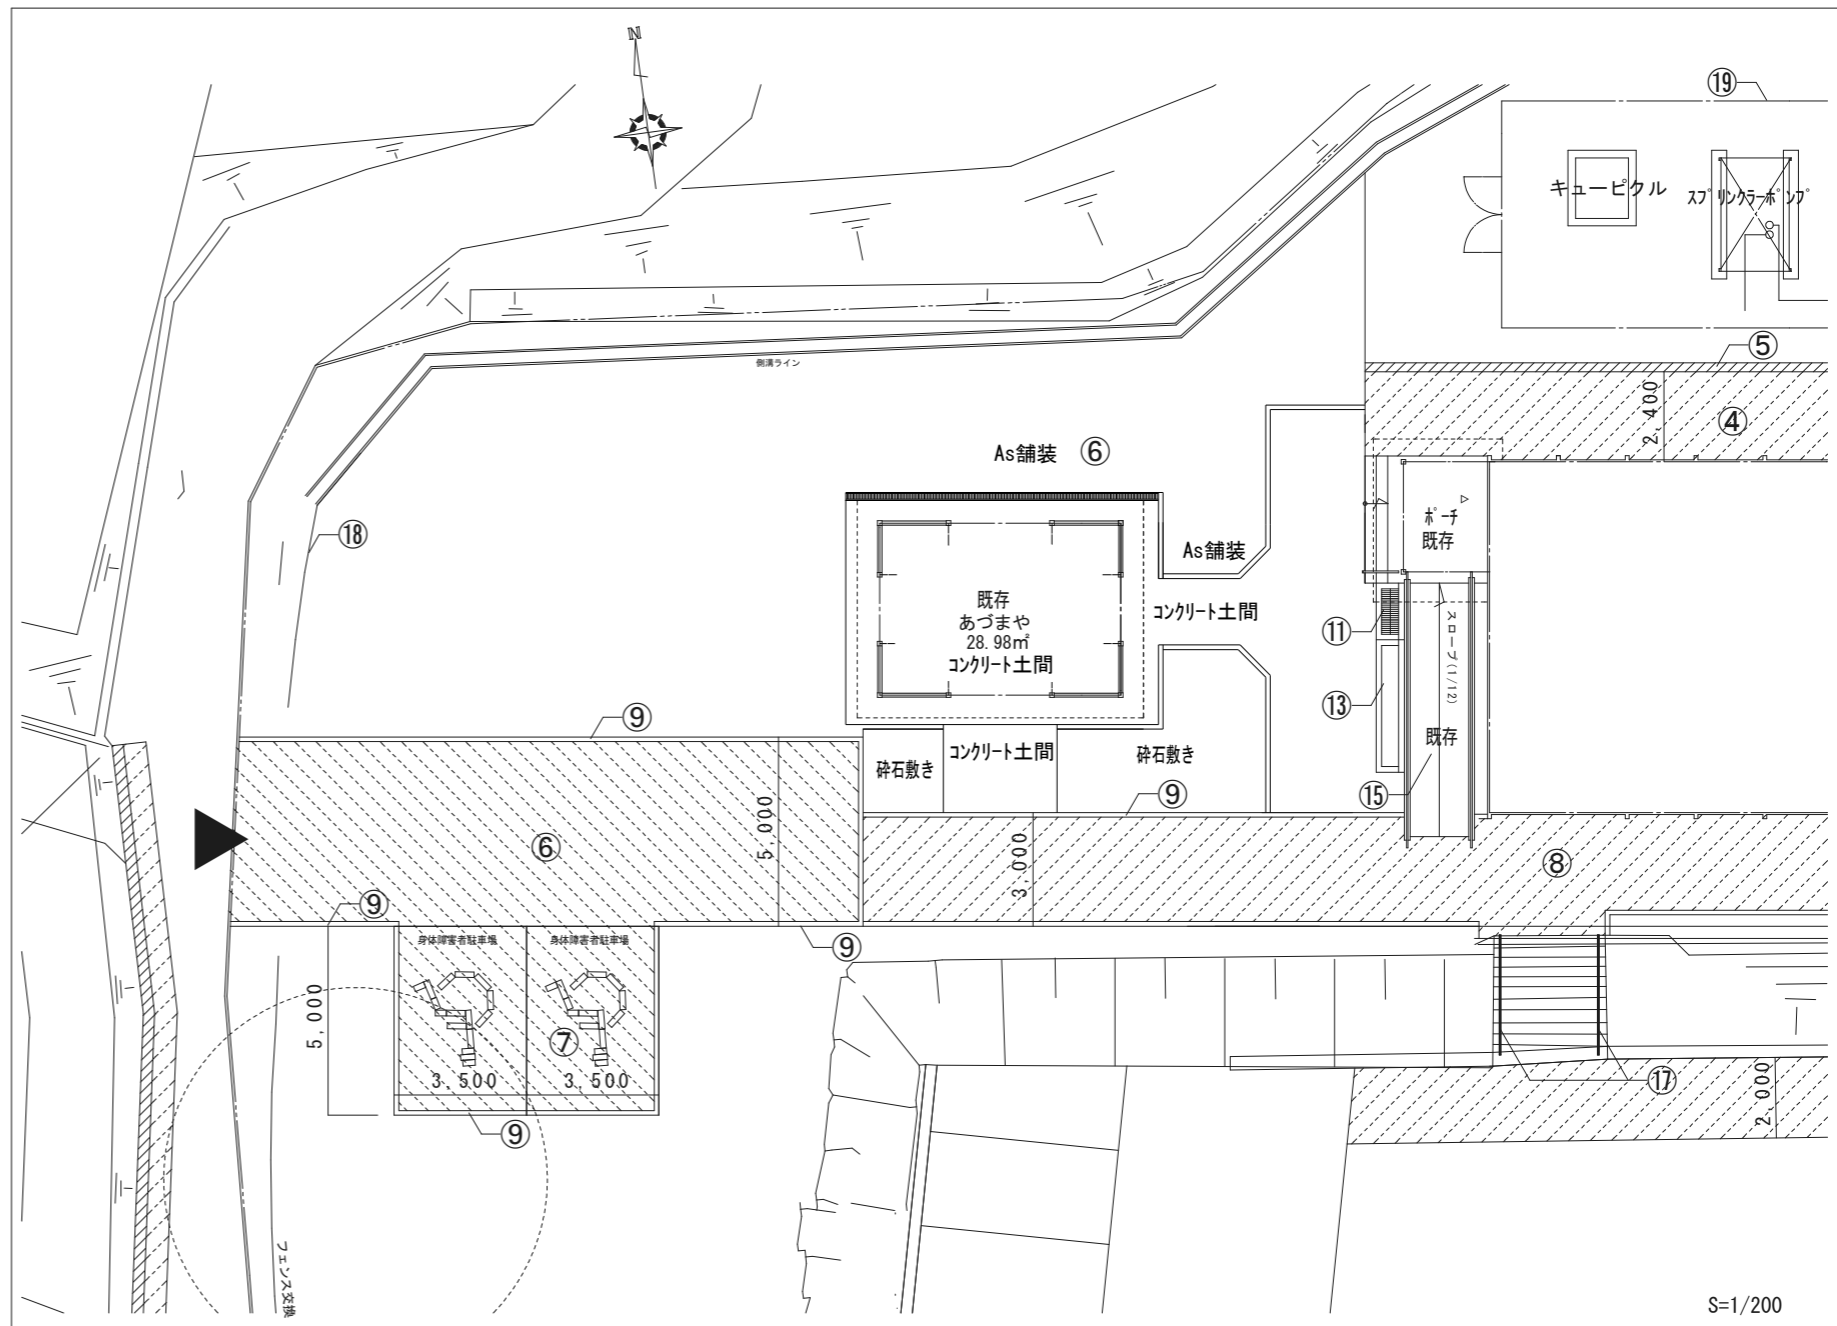 N
⑲
キュービクル
スプリンクラーポンプ
⑤
側溝ライン
2,400
④
As舗装 ⑥
⑱
ポーチ
既存
As舗装
既存
あづまや
28.98㎡
コンクリート土間
コンクリート土間
⑪
スロープ(1/12)
⑬
⑨
既存
砕石敷き
コンクリート土間
砕石敷き
⑮
⑨
5,000
⑥
3,000
⑧
⑨
身体障害者駐車場
身体障害者駐車場
⑨
5,000
⑦
3,500
3,500
⑰
2,000
⑨
フェンス交換
S=1/200